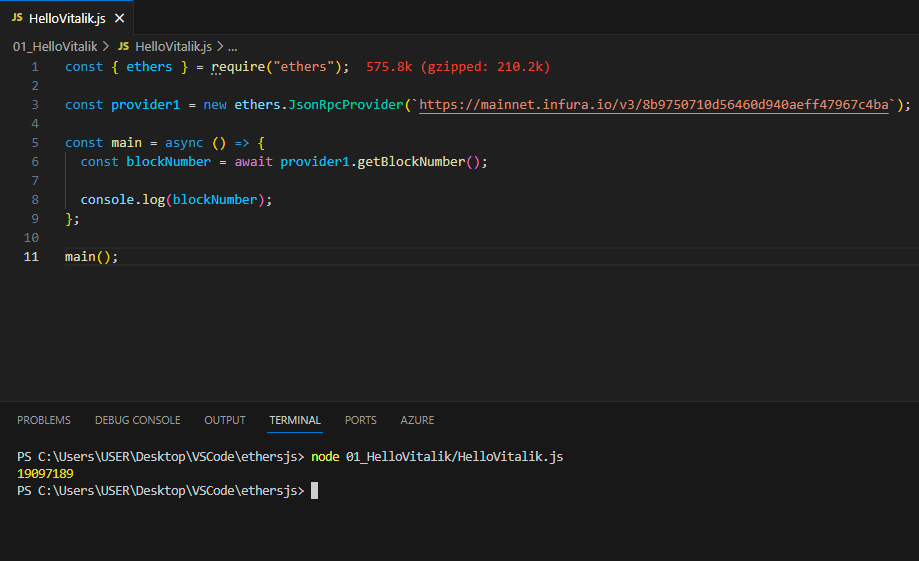 JS HelloVitalik.js ×
01_HelloVitalik > JS HelloVitalik.js > ...
1 const { ethers } = require("ethers"); 575.8k (gzipped: 210.2k)
2
3 const provider1 = new ethers.JsonRpcProvider(`https://mainnet.infura.io/v3/8b9750710d56460d940aeff47967c4ba`);
4
5 const main = async () => {
6 const blockNumber = await provider1.getBlockNumber();
7
8 console.log(blockNumber);
9 };
10
11 main();
PROBLEMS DEBUG CONSOLE OUTPUT TERMINAL PORTS AZURE
PS C:\Users\USER\Desktop\VSCode\ethersjs> node 01_HelloVitalik/HelloVitalik.js
19097189
PS C:\Users\USER\Desktop\VSCode\ethersjs>